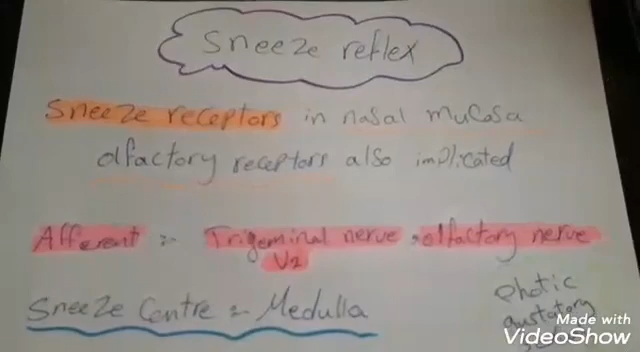 Sneeze reflex
Sneeze receptors in nasal mucosa
olfactory receptors also implicated
Afferent :- Trigeminal nerve, olfactory nerve
V2
Sneeze Centre :- Medulla
photic
gustatory
Made with
VideoShow